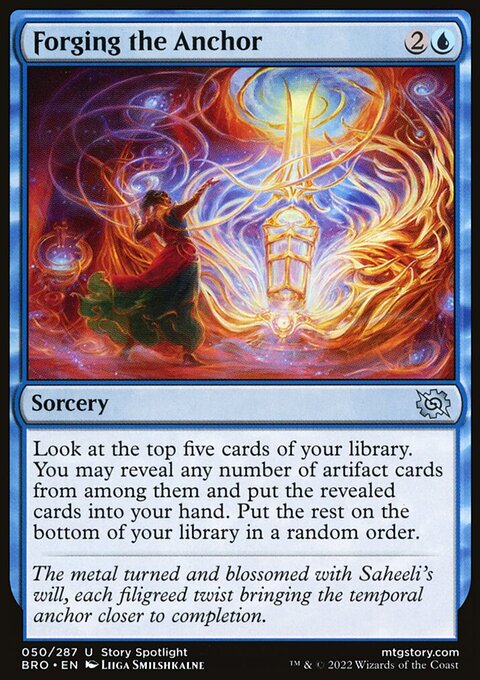 Forging the Anchor 2
Sorcery
Look at the top five cards of your library.
You may reveal any number of artifact cards
from among them and put the revealed
cards into your hand. Put the rest on the
bottom of your library in a random order.
The metal turned and blossomed with Saheeli's
will, each filigreed twist bringing the temporal
anchor closer to completion.
050/287 U Story Spotlight
mtgstory.com
BRO • EN Liiga Smilshkalne
™ & © 2022 Wizards of the Coast